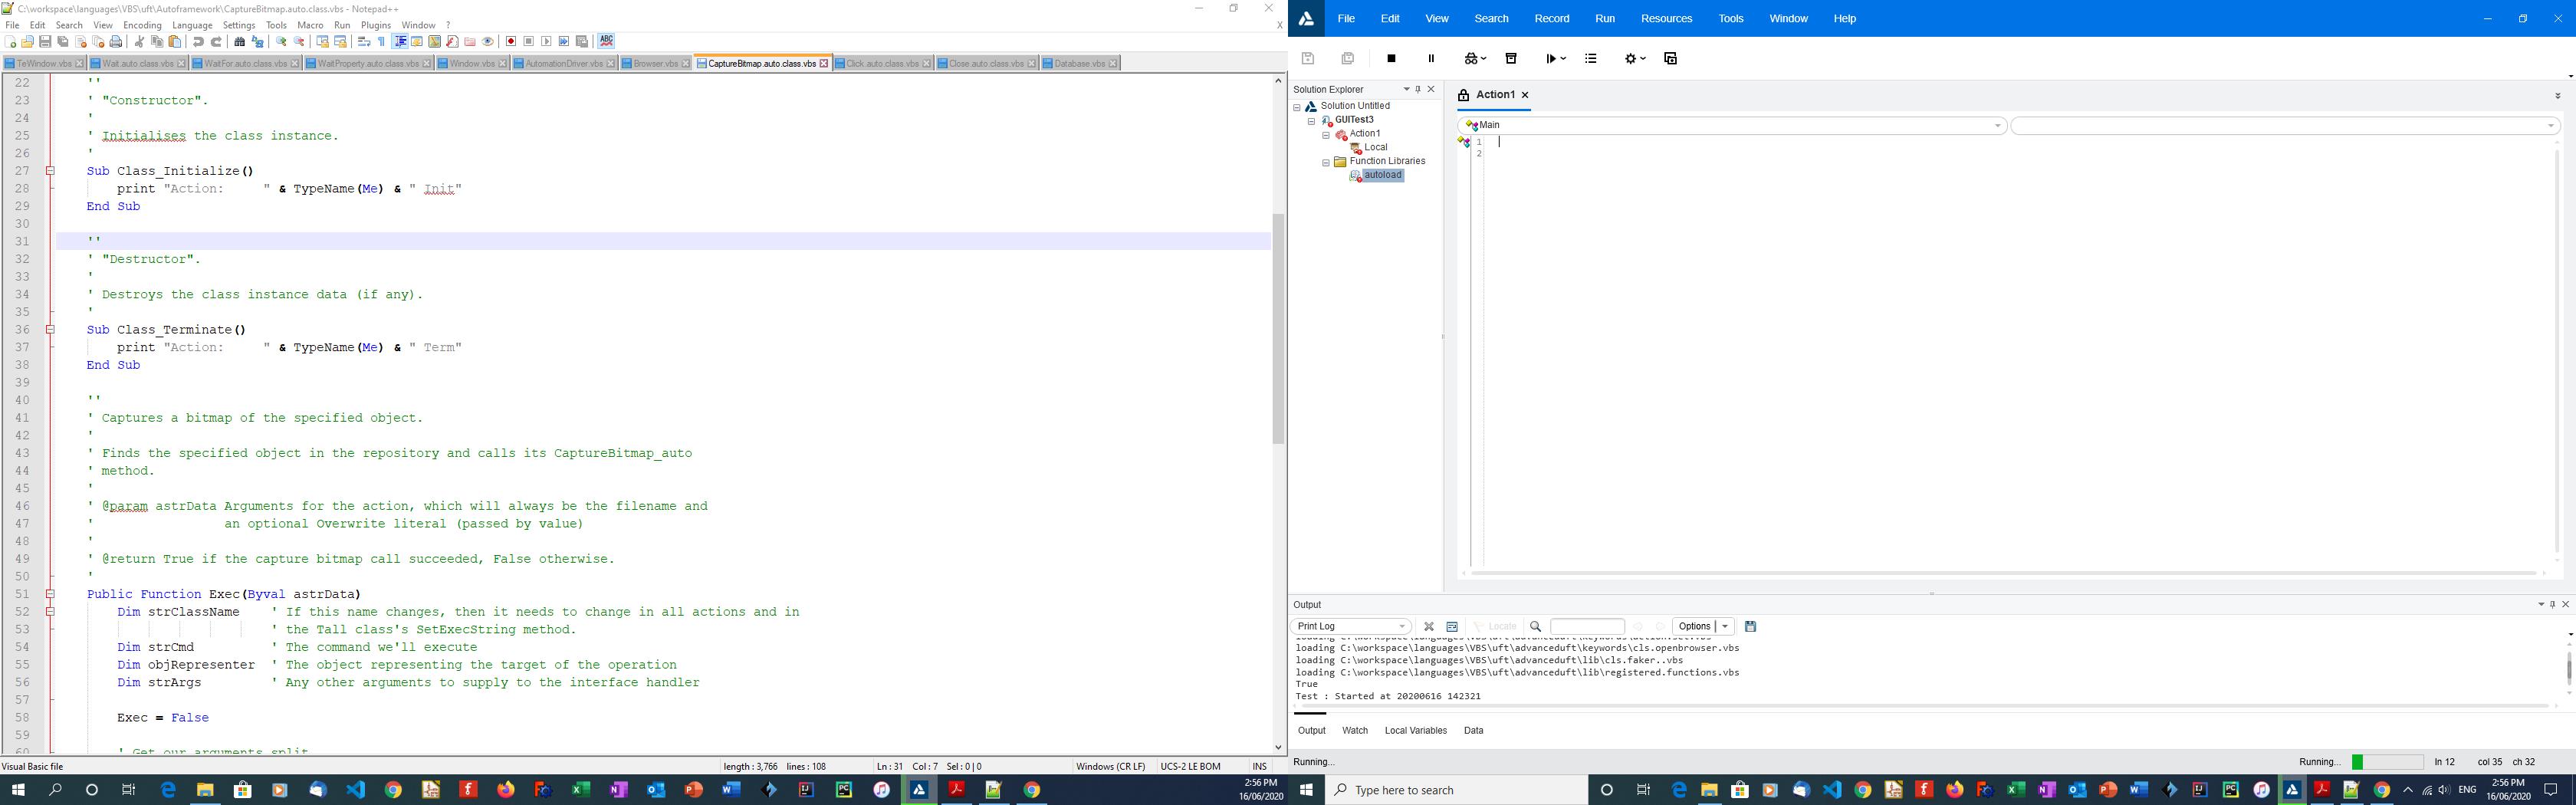 C:\workspace\languages\VBS\uft\Autoframework\CaptureBitmap.auto.class.vbs - Notepad++
File Edit Search View Encoding Language Settings Tools Macro Run Plugins Window ? X
TeWindow.vbs Wait.auto.class.vbs WaitFor.auto.class.vbs WaitProperty.auto.class.vbs Window.vbs AutomationDriver.vbs Browser.vbs CaptureBitmap.auto.class.vbs Click.auto.class.vbs Close.auto.class.vbs Database.vbs
22 ''
23 ' "Constructor".
24 '
25 ' Initialises the class instance.
26 '
27 Sub Class_Initialize()
28 print "Action:     " & TypeName(Me) & " Init"
29 End Sub
30
31 ''
32 ' "Destructor".
33 '
34 ' Destroys the class instance data (if any).
35 '
36 Sub Class_Terminate()
37 print "Action:     " & TypeName(Me) & " Term"
38 End Sub
39
40 ''
41 ' Captures a bitmap of the specified object.
42 '
43 ' Finds the specified object in the repository and calls its CaptureBitmap_auto
44 ' method.
45 '
46 ' @param astrData Arguments for the action, which will always be the filename and
47 '                 an optional Overwrite literal (passed by value)
48 '
49 ' @return True if the capture bitmap call succeeded, False otherwise.
50 '
51 Public Function Exec(Byval astrData)
52 Dim strClassName    ' If this name changes, then it needs to change in all actions and in
53 ' the Tall class's SetExecString method.
54 Dim strCmd          ' The command we'll execute
55 Dim objRepresenter  ' The object representing the target of the operation
56 Dim strArgs         ' Any other arguments to supply to the interface handler
57
58 Exec = False
59
60 ' Get our arguments split
Visual Basic file length : 3,766 lines : 108 Ln : 31 Col : 7 Sel : 0 | 0 Windows (CR LF) UCS-2 LE BOM INS
2:56 PM
16/06/2020
File Edit View Search Record Run Resources Tools Window Help
Solution Explorer
Solution Untitled
GUITest3
Action1
Local
Function Libraries
autoload
Action1
Main
1
2
Output
Print Log Locate Options
loading C:\workspace\languages\VBS\uft\advanceduft\keywords\action.set.vbs
loading C:\workspace\languages\VBS\uft\advanceduft\keywords\cls.openbrowser.vbs
loading C:\workspace\languages\VBS\uft\advanceduft\lib\cls.faker..vbs
loading C:\workspace\languages\VBS\uft\advanceduft\lib\registered.functions.vbs
True
Test : Started at 20200616 142321
Output Watch Local Variables Data
Running... Running... ln 12 col 35 ch 32
Type here to search
ENG
2:56 PM
16/06/2020